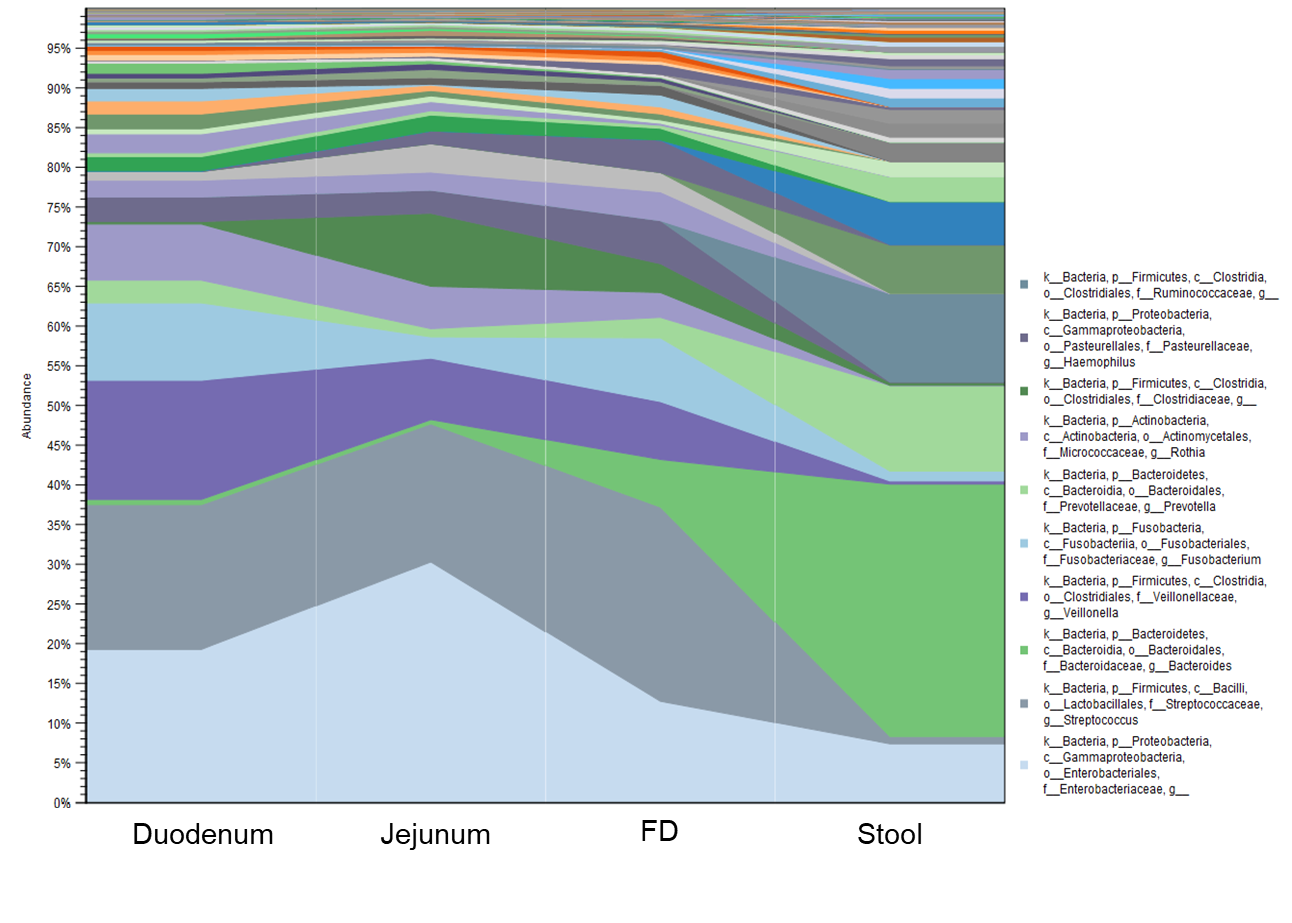 95%
90%
85%
80%
75%
70%
65%
60%
55%
50%
45%
40%
35%
30%
25%
20%
15%
10%
5%
0%
Abundance
Duodenum
Jejunum
FD
Stool
k__Bacteria, p__Firmicutes, c__Clostridia,
o__Clostridiales, f__Ruminococcaceae, g__
k__Bacteria, p__Proteobacteria,
c__Gammaproteobacteria,
o__Pasteurellales, f__Pasteurellaceae,
g__Haemophilus
k__Bacteria, p__Firmicutes, c__Clostridia,
o__Clostridiales, f__Clostridiaceae, g__
k__Bacteria, p__Actinobacteria,
c__Actinobacteria, o__Actinomycetales,
f__Micrococcaceae, g__Rothia
k__Bacteria, p__Bacteroidetes,
c__Bacteroidia, o__Bacteroidales,
f__Prevotellaceae, g__Prevotella
k__Bacteria, p__Fusobacteria,
c__Fusobacteriia, o__Fusobacteriales,
f__Fusobacteriaceae, g__Fusobacterium
k__Bacteria, p__Firmicutes, c__Clostridia,
o__Clostridiales, f__Veillonellaceae,
g__Veillonella
k__Bacteria, p__Bacteroidetes,
c__Bacteroidia, o__Bacteroidales,
f__Bacteroidaceae, g__Bacteroides
k__Bacteria, p__Firmicutes, c__Bacilli,
o__Lactobacillales, f__Streptococcaceae,
g__Streptococcus
k__Bacteria, p__Proteobacteria,
c__Gammaproteobacteria,
o__Enterobacteriales,
f__Enterobacteriaceae, g__